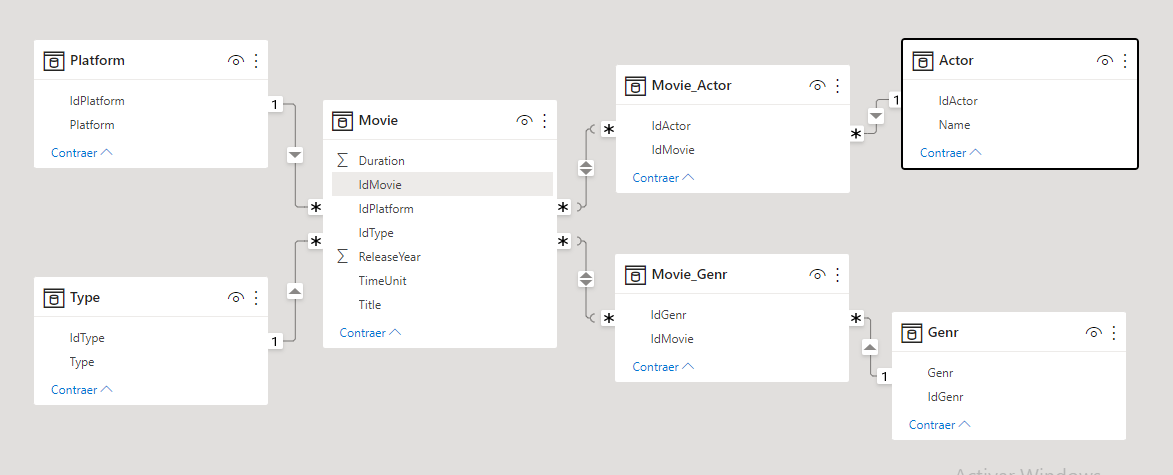 Platform
IdPlatform
Platform
Contraer
1
Movie
Σ Duration
IdMovie
IdPlatform
IdType
Σ ReleaseYear
TimeUnit
Title
Contraer
*
*
*
*
Type
IdType
Type
Contraer
1
Movie_Actor
IdActor
IdMovie
Contraer
*
*
Actor
IdActor
Name
Contraer
1
Movie_Genr
IdGenr
IdMovie
Contraer
*
*
Genr
Genr
IdGenr
Contraer
1
Activar Windows